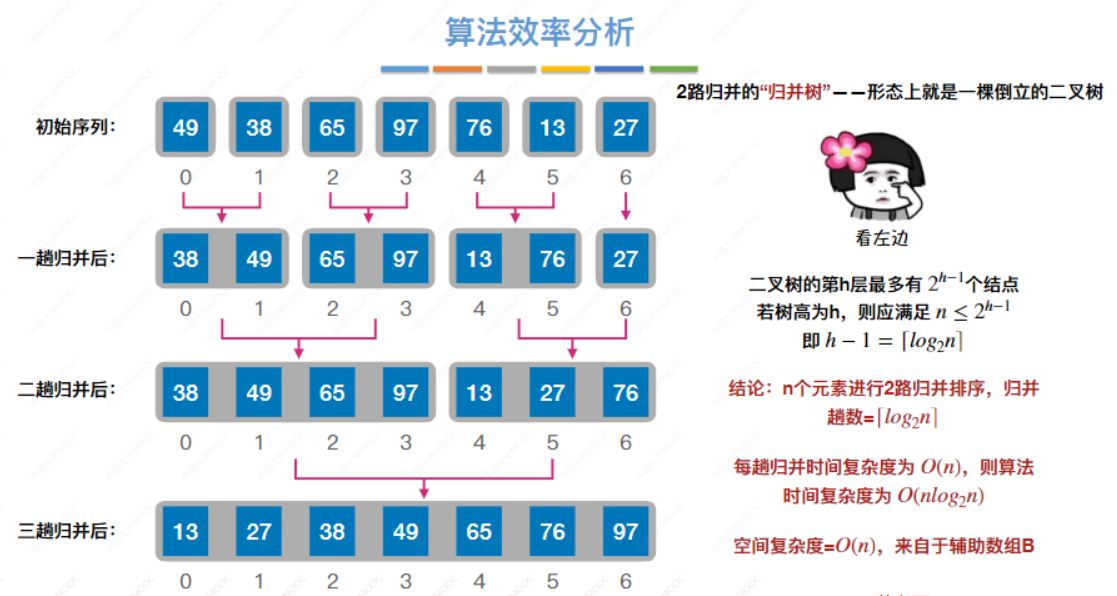 算法效率分析
2路归并的“归并树”——形态上就是一棵倒立的二叉树
初始序列: 49 38 65 97 76 13 27
0 1 2 3 4 5 6
看左边
一趟归并后: 38 49 65 97 13 76 27
0 1 2 3 4 5 6
二叉树的第h层最多有 2^{h−1}个结点
若树高为h，则应满足 n ≤ 2^{h−1}
即 h − 1 = ⌈log₂n⌉
二趟归并后: 38 49 65 97 13 27 76
0 1 2 3 4 5 6
结论：n个元素进行2路归并排序，归并
趟数=⌈log₂n⌉
每趟归并时间复杂度为 O(n)，则算法
时间复杂度为 O(nlog₂n)
三趟归并后: 13 27 38 49 65 76 97
0 1 2 3 4 5 6
空间复杂度=O(n)，来自于辅助数组B